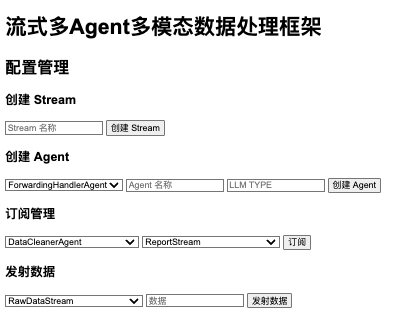 流式多Agent多模态数据处理框架
配置管理
创建 Stream
Stream 名称 创建 Stream
创建 Agent
ForwardingHandlerAgent Agent 名称 LLM TYPE 创建 Agent
订阅管理
DataCleanerAgent ReportStream 订阅
发射数据
RawDataStream 数据 发射数据